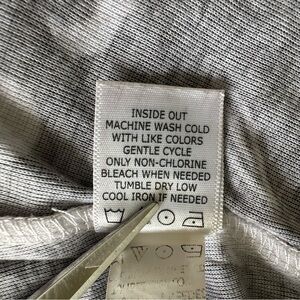 INSIDE OUT
MACHINE WASH COLD
WITH LIKE COLORS
GENTLE CYCLE
ONLY NON-CHLORINE
BLEACH WHEN NEEDED
TUMBLE DRY LOW
COOL IRON IF NEEDED